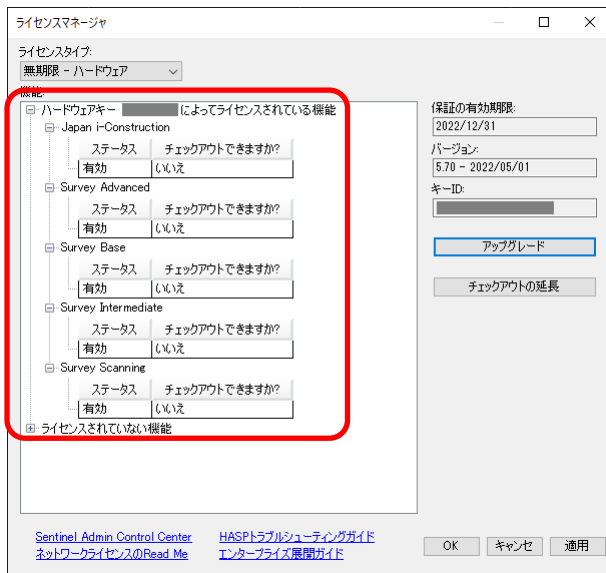 ライセンスマネージャ
ライセンスタイプ:
無期限 - ハードウェア
機能:
ハードウェアキー によってライセンスされている機能
Japan i-Construction
ステータス チェックアウトできますか?
有効 いいえ
Survey Advanced
ステータス チェックアウトできますか?
有効 いいえ
Survey Base
ステータス チェックアウトできますか?
有効 いいえ
Survey Intermediate
ステータス チェックアウトできますか?
有効 いいえ
Survey Scanning
ステータス チェックアウトできますか?
有効 いいえ
ライセンスされていない機能
保証の有効期限:
2022/12/31
バージョン:
5.70 - 2022/05/01
キーID:
アップグレード
チェックアウトの延長
Sentinel Admin Control Center HASPトラブルシューティングガイド
ネットワークライセンスのRead Me エンタープライズ展開ガイド
OK キャンセ 適用